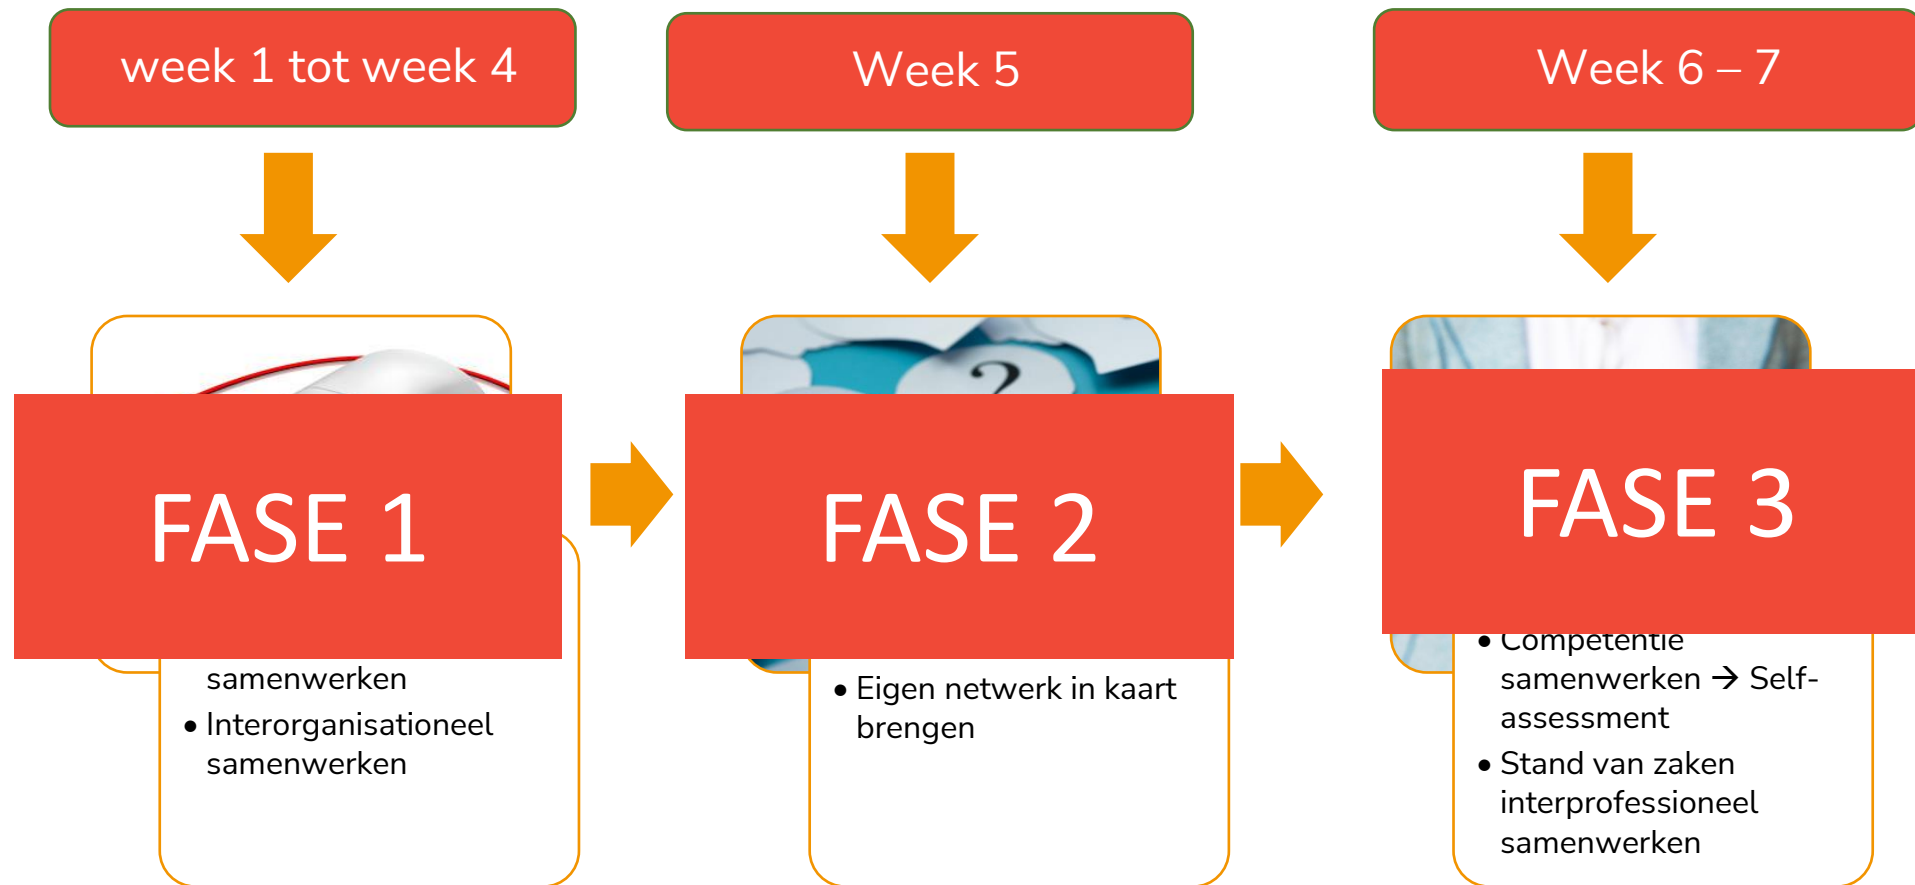 week 1 tot week 4
Week 5
Week 6 – 7
?
FASE 1
FASE 2
FASE 3
samenwerken
• Interorganisationeel
samenwerken
• Eigen netwerk in kaart
brengen
• Competentie
samenwerken → Self-
assessment
• Stand van zaken
interprofessioneel
samenwerken